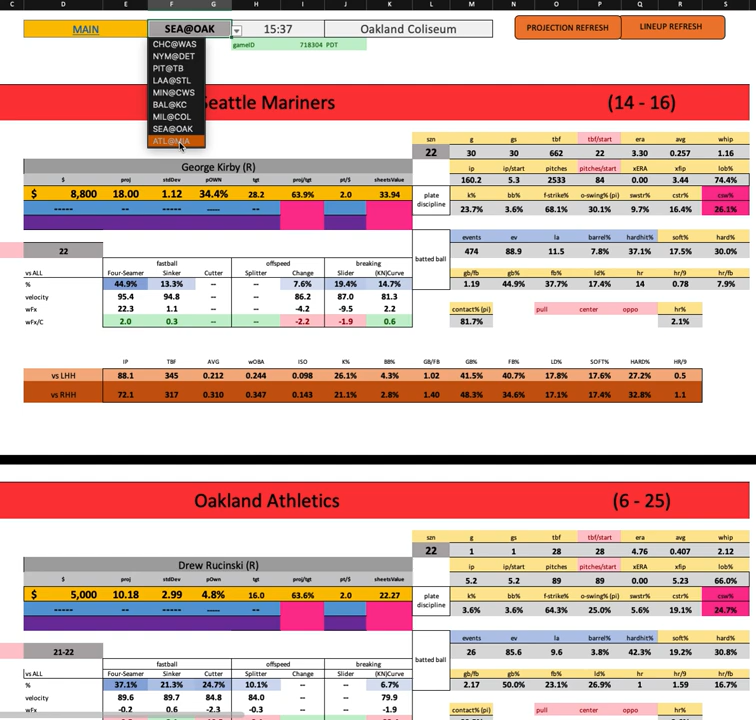 C D E F G H I J K L M N O P Q R S
MAIN SEA@OAK 15:37 Oakland Coliseum PROJECTION REFRESH LINEUP REFRESH
gameID 718304 PDT
CHC@WAS
NYM@DET
PIT@TB
LAA@STL
MIN@CWS
BAL@KC
MIL@COL
SEA@OAK
ATL@MIA
Seattle Mariners (14 - 16)
szn g gs tbf tbf/start era avg whip
22 30 30 662 22 3.30 0.257 1.16
George Kirby (R) ip ip/start pitches pitches/start xERA xfip lob%
$ proj stdDev pOWN tgt proj/tgt pt/$ sheetsValue 160.2 5.3 2533 84 0.00 3.44 74.4%
$ 8,800 18.00 1.12 34.4% 28.2 63.9% 2.0 33.94 plate discipline k% bb% f-strike% o-swing% (pi) swstr% cstr% csw%
----- -- ----- ---- -- 23.7% 3.6% 68.1% 30.1% 9.7% 16.4% 26.1%
events ev la barrel% hardhit% soft% hard%
22 batted ball 474 88.9 11.5 7.8% 37.1% 17.5% 30.0%
fastball offspeed breaking
vs ALL Four-Seamer Sinker Cutter Splitter Change Slider (KN)Curve gb/fb gb% fb% ld% hr hr/9 hr/fb
% 44.9% 13.3% -- -- 7.6% 19.4% 14.7% 1.19 44.9% 37.7% 17.4% 14 0.78 7.9%
velocity 95.4 94.8 -- -- 86.2 87.0 81.3
wFx 22.3 1.1 -- -- -4.2 -9.5 2.2 contact% (pi) pull center oppo hr%
wFx/C 2.0 0.3 -- -- -2.2 -1.9 0.6 81.7% 2.1%
IP TBF AVG wOBA ISO K% BB% GB/FB GB% FB% LD% SOFT% HARD% HR/9
vs LHH 88.1 345 0.212 0.244 0.098 26.1% 4.3% 1.02 41.5% 40.7% 17.8% 17.6% 27.2% 0.5
vs RHH 72.1 317 0.310 0.347 0.143 21.1% 2.8% 1.40 48.3% 34.6% 17.1% 17.4% 32.8% 1.1
Oakland Athletics (6 - 25)
szn g gs tbf tbf/start era avg whip
22 1 1 28 28 4.76 0.407 2.12
Drew Rucinski (R) ip ip/start pitches pitches/start xERA xfip lob%
$ proj stdDev pOwn tgt proj/tgt pt/$ sheetsValue 5.2 5.2 89 89 0.00 5.23 66.0%
$ 5,000 10.18 2.99 4.8% 16.0 63.6% 2.0 22.27 plate discipline k% bb% f-strike% o-swing% (pi) swstr% cstr% csw%
----- -- ----- ---- -- 3.6% 3.6% 64.3% 25.0% 5.6% 19.1% 24.7%
events ev la barrel% hardhit% soft% hard%
21-22 batted ball 26 85.6 9.6 3.8% 42.3% 19.2% 30.8%
fastball offspeed breaking
vs ALL Four-Seamer Sinker Cutter Splitter Change Slider (KN)Curve gb/fb gb% fb% ld% hr hr/9 hr/fb
% 37.1% 21.3% 24.7% 10.1% -- -- 6.7% 2.17 50.0% 23.1% 26.9% 1 1.59 16.7%
velocity 89.6 89.7 84.8 84.0 -- -- 79.9
wFx -0.2 0.6 -2.3 -0.3 -- -- -1.9 contact% (pi) pull center oppo hr%